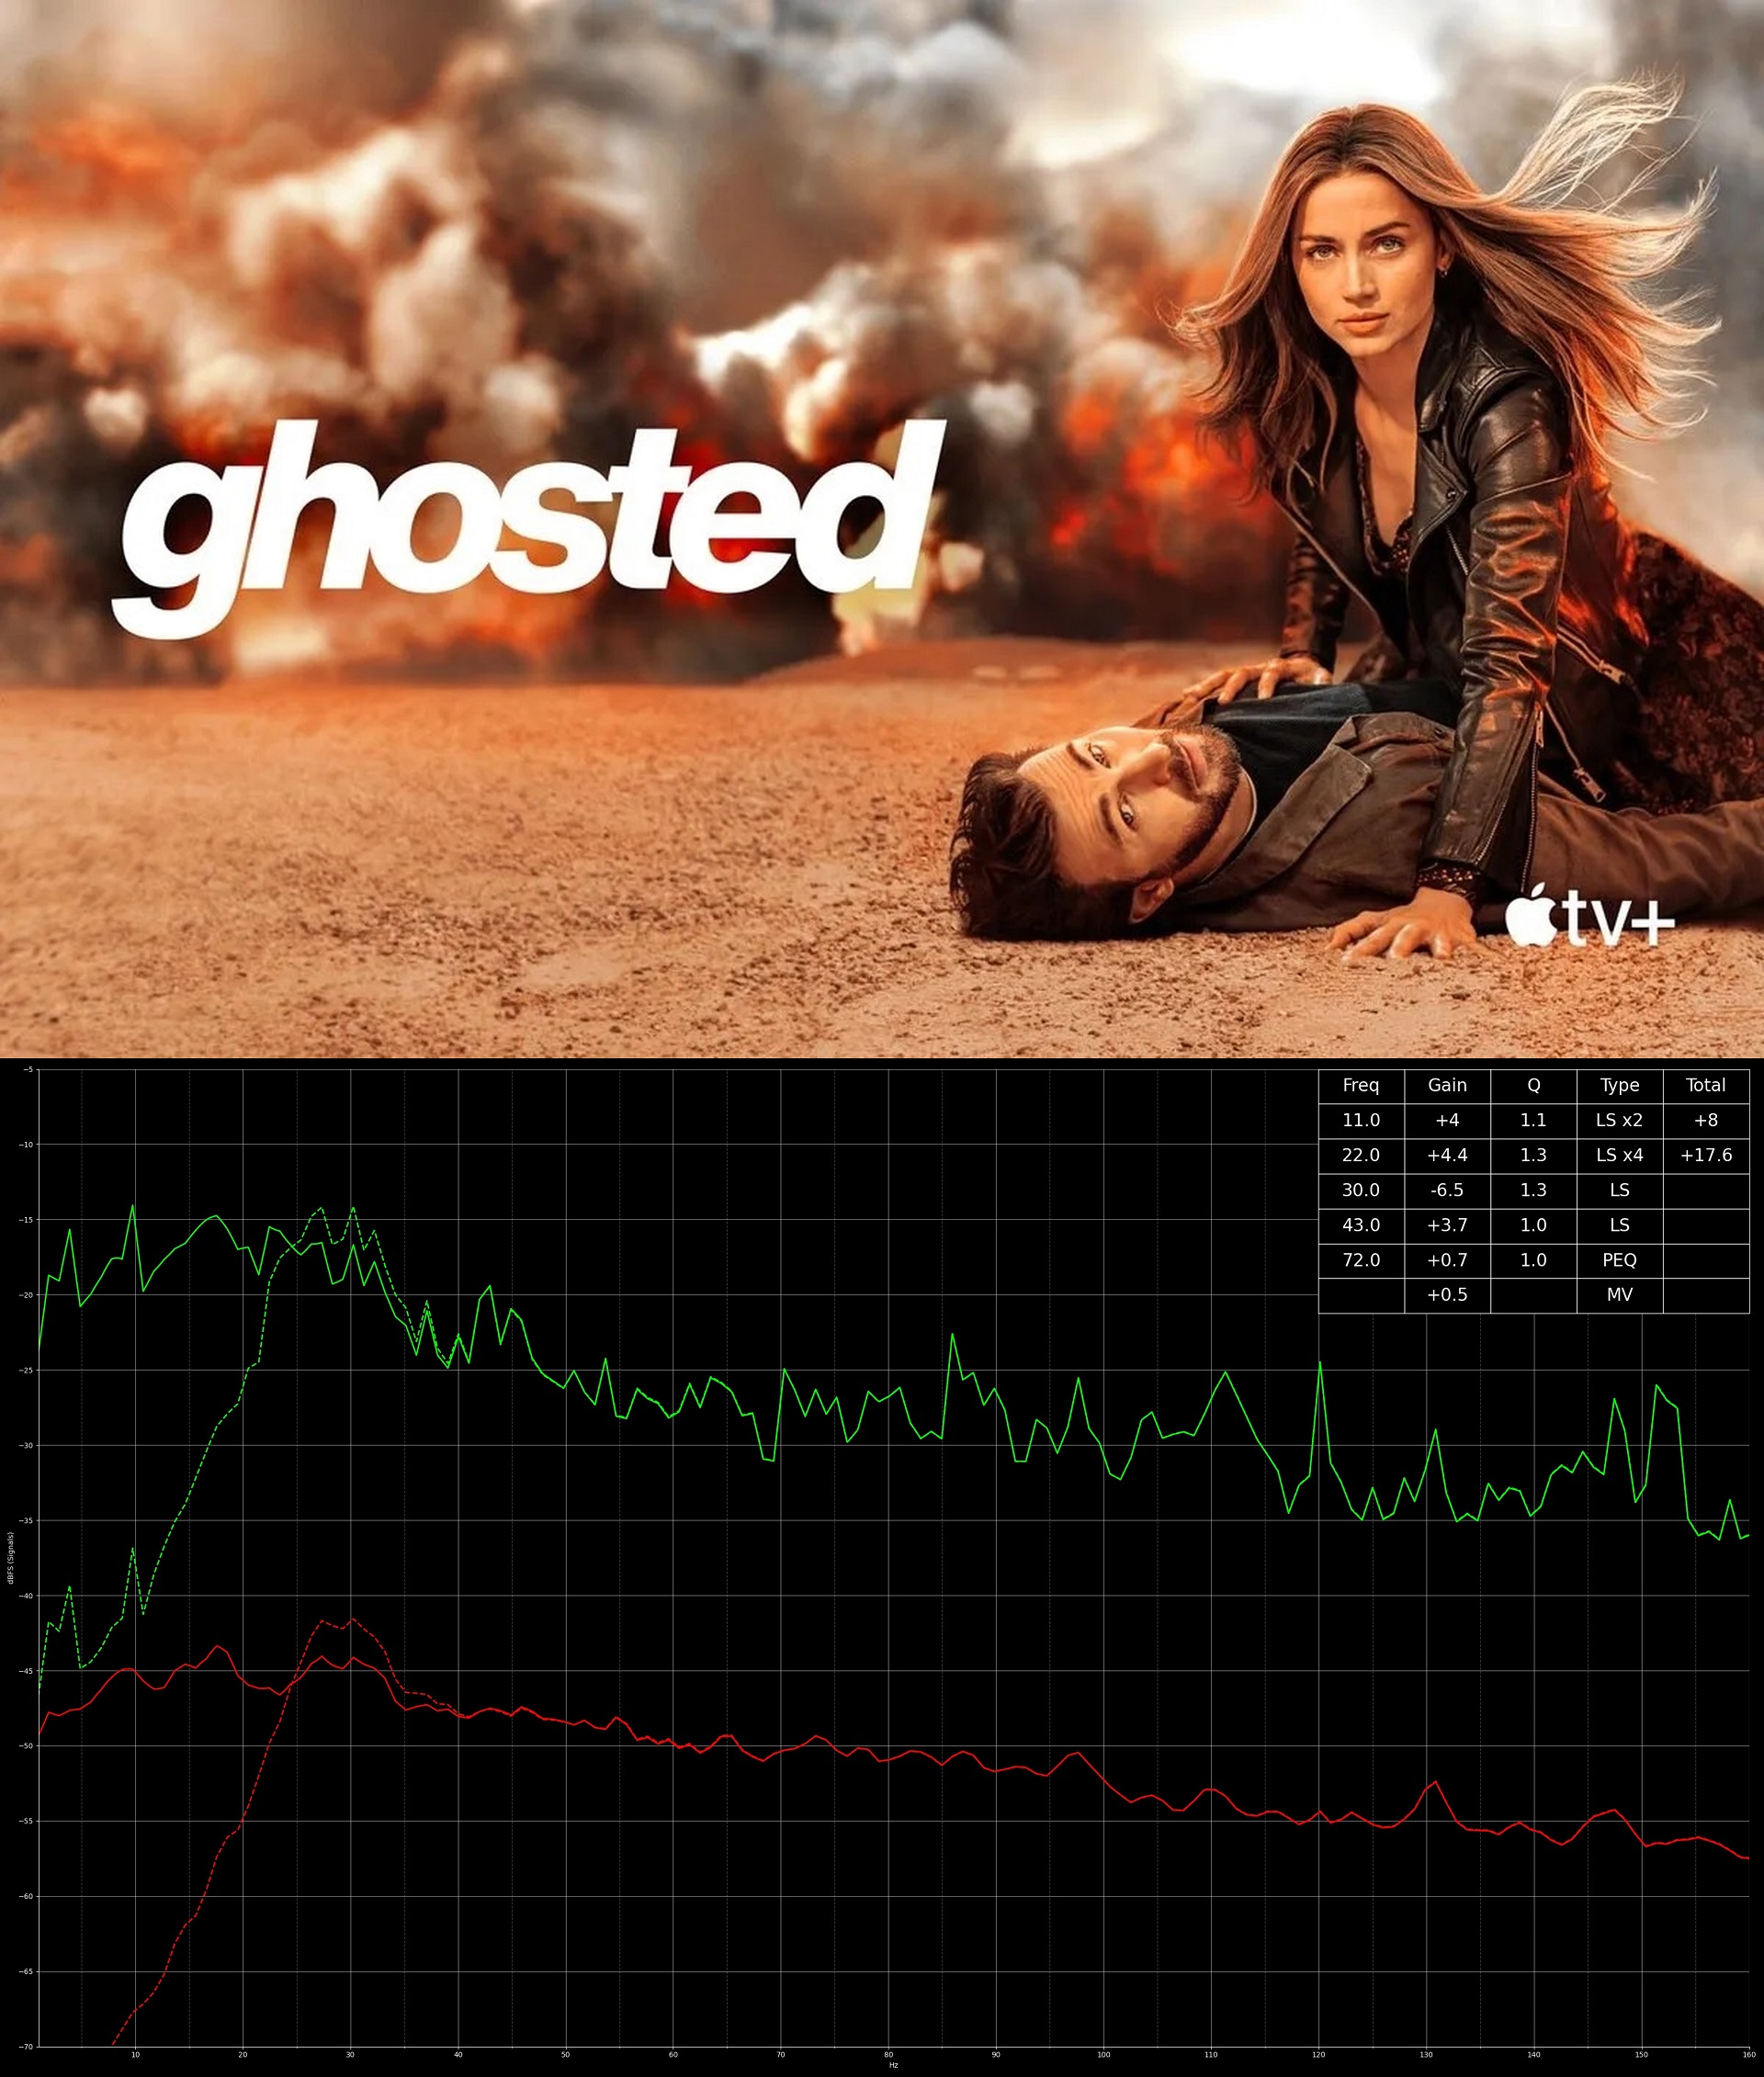 ghosted
tv+
Freq Gain Q Type Total
11.0 +4 1.1 LS x2 +8
22.0 +4.4 1.3 LS x4 +17.6
30.0 -6.5 1.3 LS
43.0 +3.7 1.0 LS
72.0 +0.7 1.0 PEQ
+0.5 MV
−5
−10
−15
−20
−25
−30
−35
−40
−45
−50
−55
−60
−65
−70
dBFS (Signals)
10 20 30 40 50 60 70 80 90 100 110 120 130 140 150 160
Hz